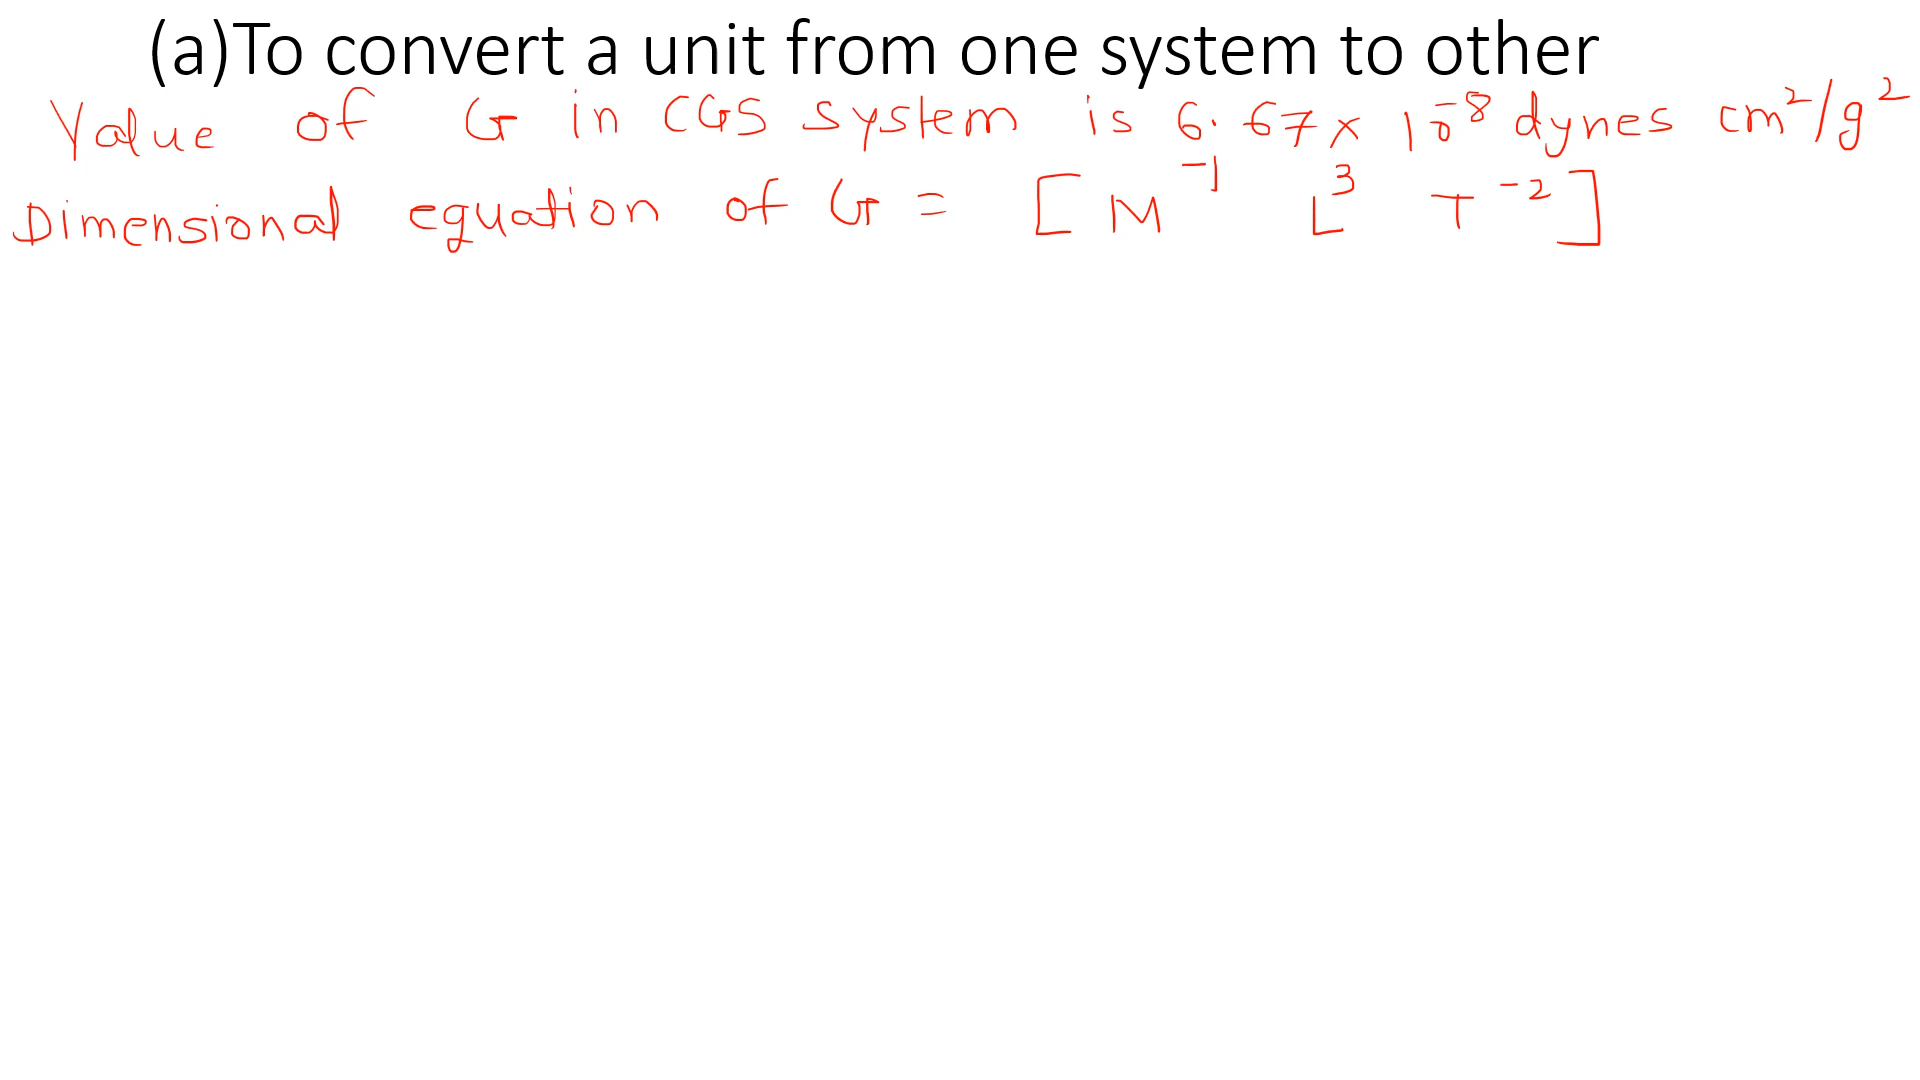 (a)To convert a unit from one system to other
Value of G in CGS system is 6.67 x 10⁻⁸ dynes cm²/g²
Dimensional equation of G = [M⁻¹ L³ T⁻²]